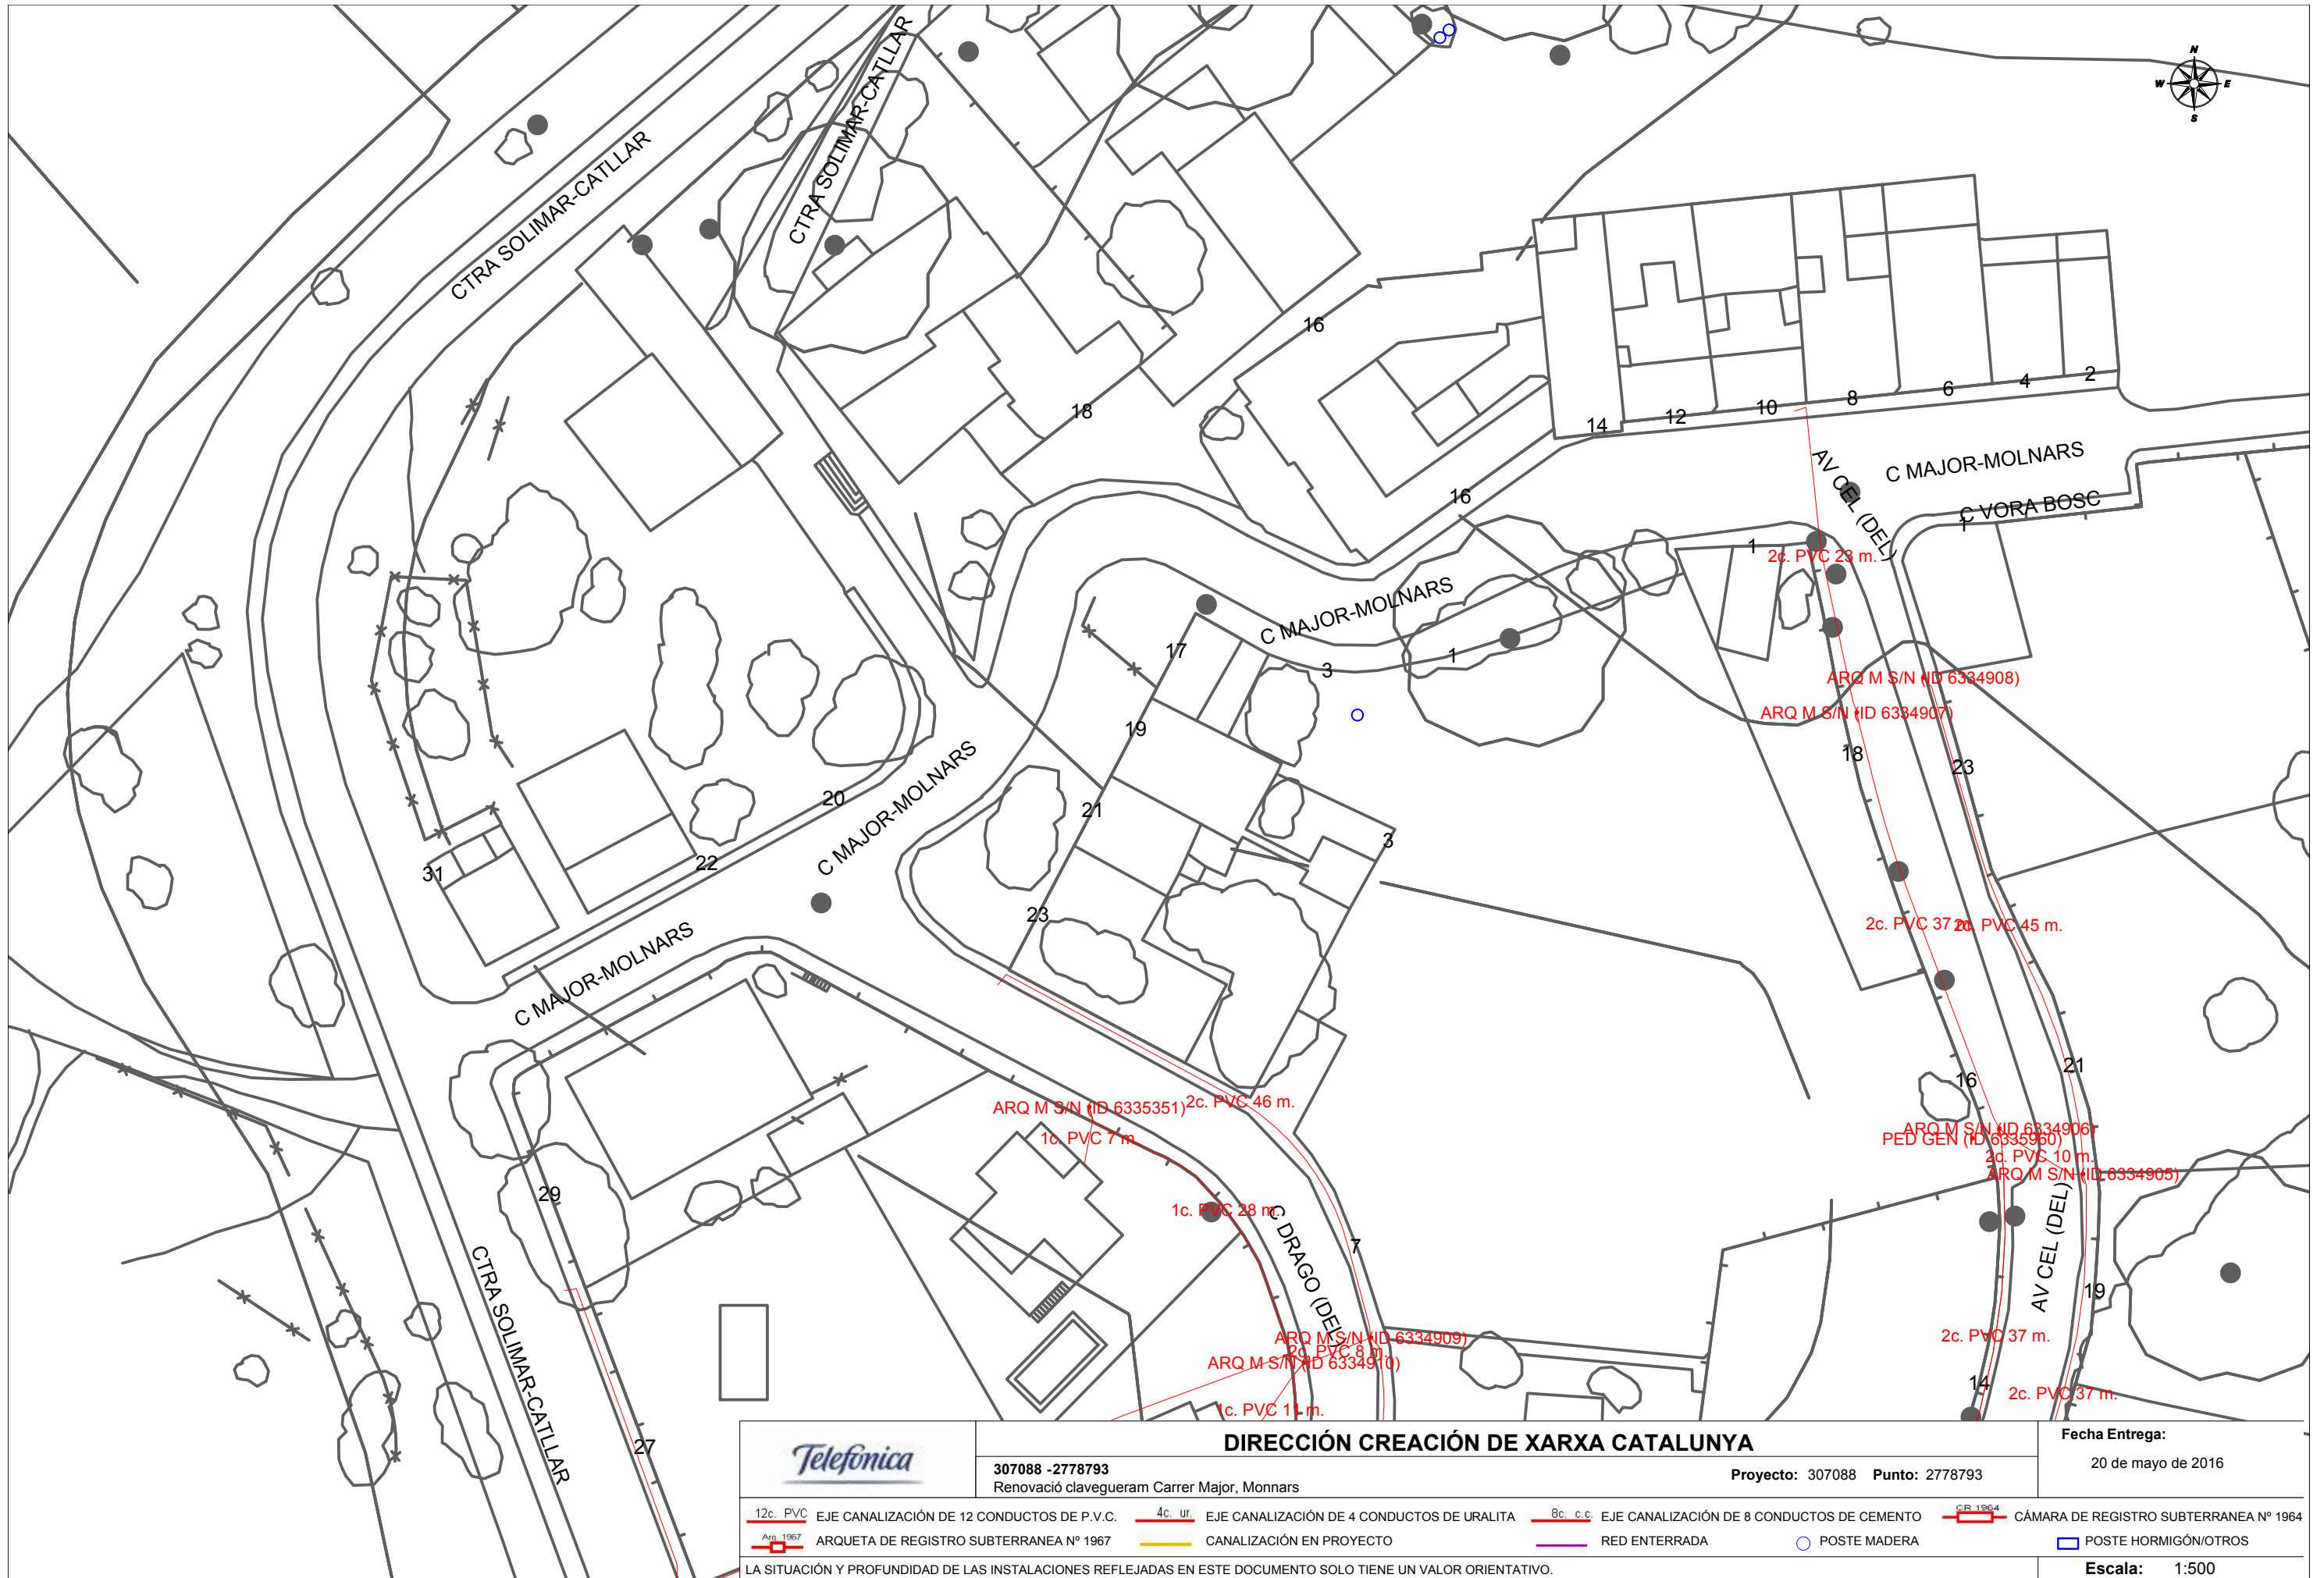 CTRA SOLIMAR-CATLLAR
CTRA SOLIMAR-CATLLAR
N
W E
S
16
18
14
12
10
8
6
4
2
16
C MAJOR-MOLNARS
AV CEL (DEL)
C VORA BOSC
1
1
2c. PVC 23 m.
C MAJOR-MOLNARS
17
3
1
ARQ M S/N (ID 6334908)
ARQ M S/N (ID 6334907)
19
18
23
20
C MAJOR-MOLNARS
21
3
22
31
23
2c. PVC 37 m.
2c. PVC 45 m.
C MAJOR-MOLNARS
21
16
ARQ M S/N (ID 6335351)
2c. PVC 46 m.
1c. PVC 7 m.
ARQ M S/N (ID 6334906)
PED GEN (ID 6335960)
2c. PVC 10 m.
ARQ M S/N (ID 6334905)
29
1c. PVC 28 m.
C DRAGO (DEL)
7
AV CEL (DEL)
19
CTRA SOLIMAR-CATLLAR
ARQ M S/N (ID 6334909)
2c. PVC 8 m.
ARQ M S/N (ID 6334910)
2c. PVC 37 m.
14
2c. PVC 37 m.
1c. PVC 11 m.
27
Telefónica
DIRECCIÓN CREACIÓN DE XARXA CATALUNYA
Fecha Entrega:
20 de mayo de 2016
307088 -2778793
Renovació clavegueram Carrer Major, Monnars
Proyecto: 307088 Punto: 2778793
12c. PVC EJE CANALIZACIÓN DE 12 CONDUCTOS DE P.V.C.
4c. ur. EJE CANALIZACIÓN DE 4 CONDUCTOS DE URALITA
8c. c.c. EJE CANALIZACIÓN DE 8 CONDUCTOS DE CEMENTO
CR 1964 CÁMARA DE REGISTRO SUBTERRANEA Nº 1964
Arq. 1967 ARQUETA DE REGISTRO SUBTERRANEA Nº 1967
CANALIZACIÓN EN PROYECTO
RED ENTERRADA
POSTE MADERA
POSTE HORMIGÓN/OTROS
LA SITUACIÓN Y PROFUNDIDAD DE LAS INSTALACIONES REFLEJADAS EN ESTE DOCUMENTO SOLO TIENE UN VALOR ORIENTATIVO.
Escala: 1:500